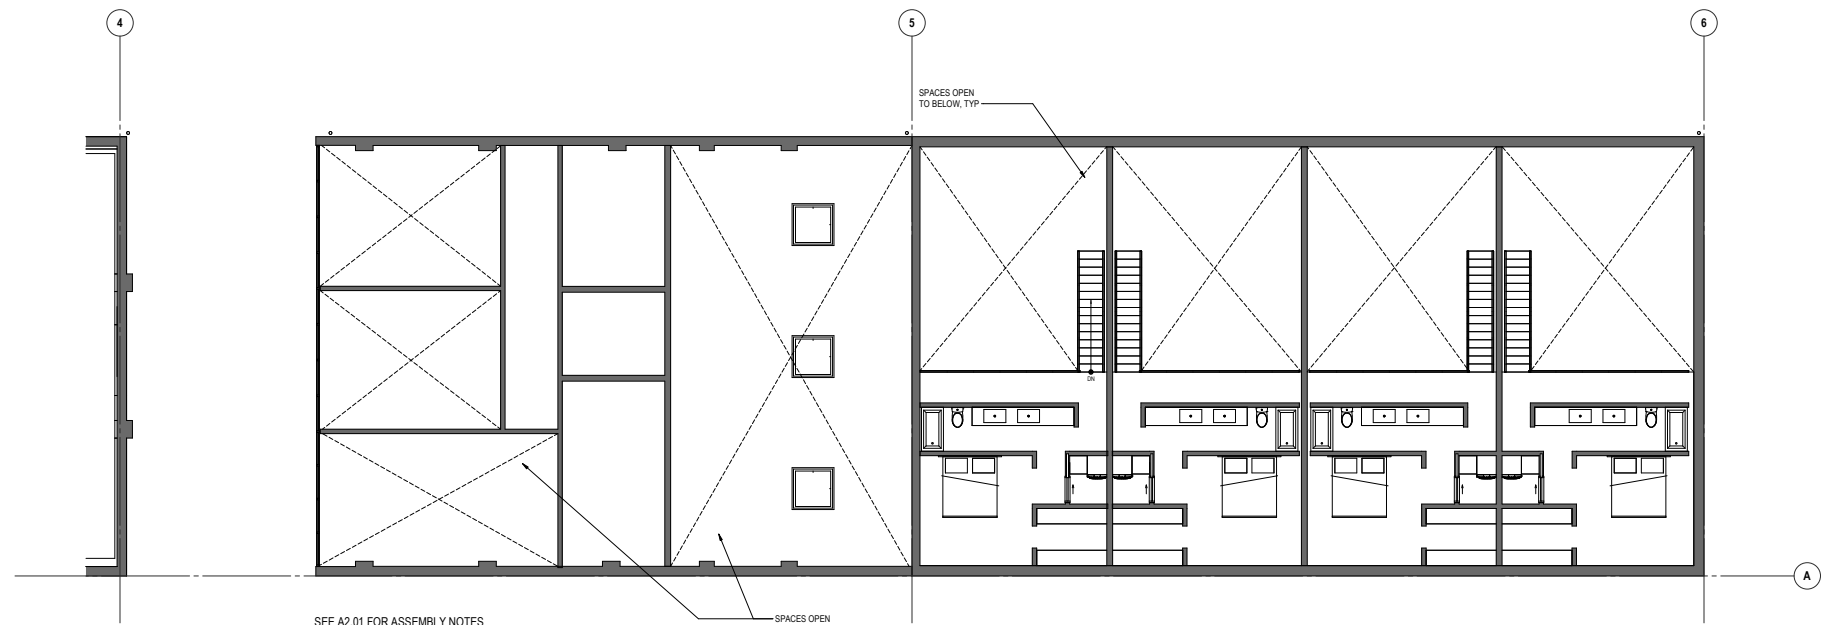 4
5
6
SPACES OPEN
TO BELOW, TYP
DN
A
SPACES OPEN
SEE A2.01 FOR ASSEMBLY NOTES